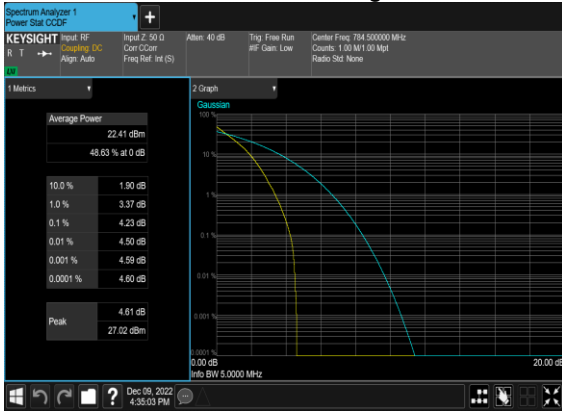 Spectrum Analyzer 1
Power Stat CCDF
+
KEYSIGHT
R T
LXI
Input: RF
Coupling: DC
Align: Auto
Input Z: 50 Ω
Corr CCorr
Freq Ref: Int (S)
Atten: 40 dB
Trig: Free Run
#IF Gain: Low
Center Freq: 784.500000 MHz
Counts: 1.00 M/1.00 Mpt
Radio Std: None
1 Metrics
Average Power
22.41 dBm
48.63 % at 0 dB
10.0 % 1.90 dB
1.0 % 3.37 dB
0.1 % 4.23 dB
0.01 % 4.50 dB
0.001 % 4.59 dB
0.0001 % 4.60 dB
Peak
4.61 dB
27.02 dBm
2 Graph
Gaussian
100 %
10 %
1 %
0.1 %
0.01 %
0.001 %
0.0001 %
0.00 dB 20.00 dB
Info BW 5.0000 MHz
?
Dec 09, 2022
4:35:03 PM